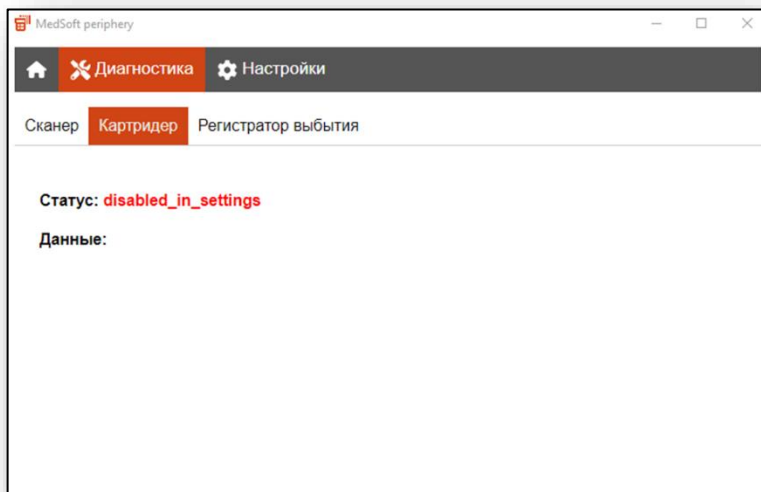 MedSoft periphery
Диагностика Настройки
Сканер Картридер Регистратор выбытия
Статус: disabled_in_settings
Данные: